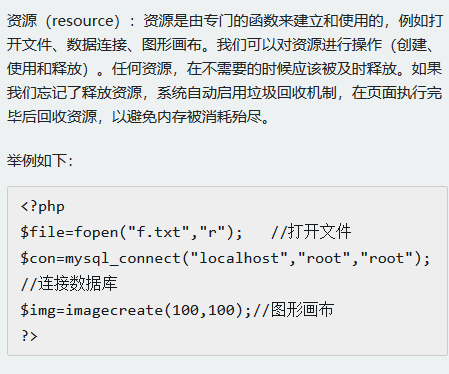 资源（resource）：资源是由专门的函数来建立和使用的，例如打
开文件、数据连接、图形画布。我们可以对资源进行操作（创建、
使用和释放）。任何资源，在不需要的时候应该被及时释放。如果
我们忘记了释放资源，系统自动启用垃圾回收机制，在页面执行完
毕后回收资源，以避免内存被消耗殆尽。
举例如下：
<?php
$file=fopen("f.txt","r");   //打开文件
$con=mysql_connect("localhost","root","root");
//连接数据库
$img=imagecreate(100,100);//图形画布
?>